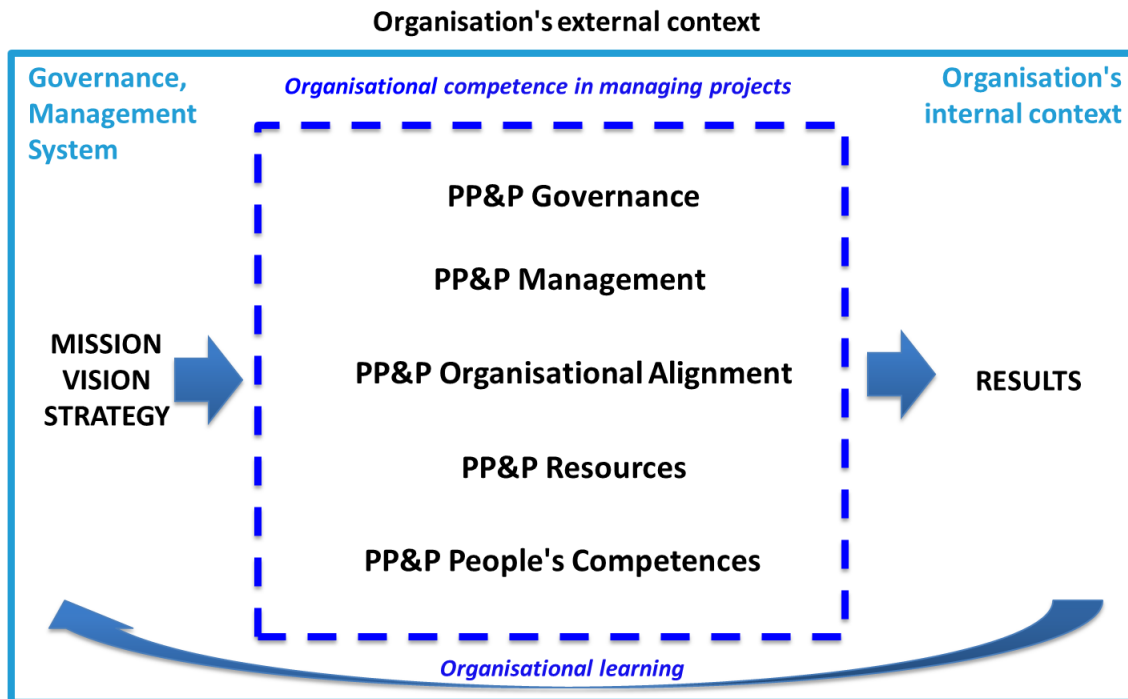 Organisation's external context
Governance,
Management
System
Organisational competence in managing projects
Organisation's
internal context
PP&P Governance
PP&P Management
MISSION
VISION
STRATEGY
PP&P Organisational Alignment
RESULTS
PP&P Resources
PP&P People's Competences
Organisational learning